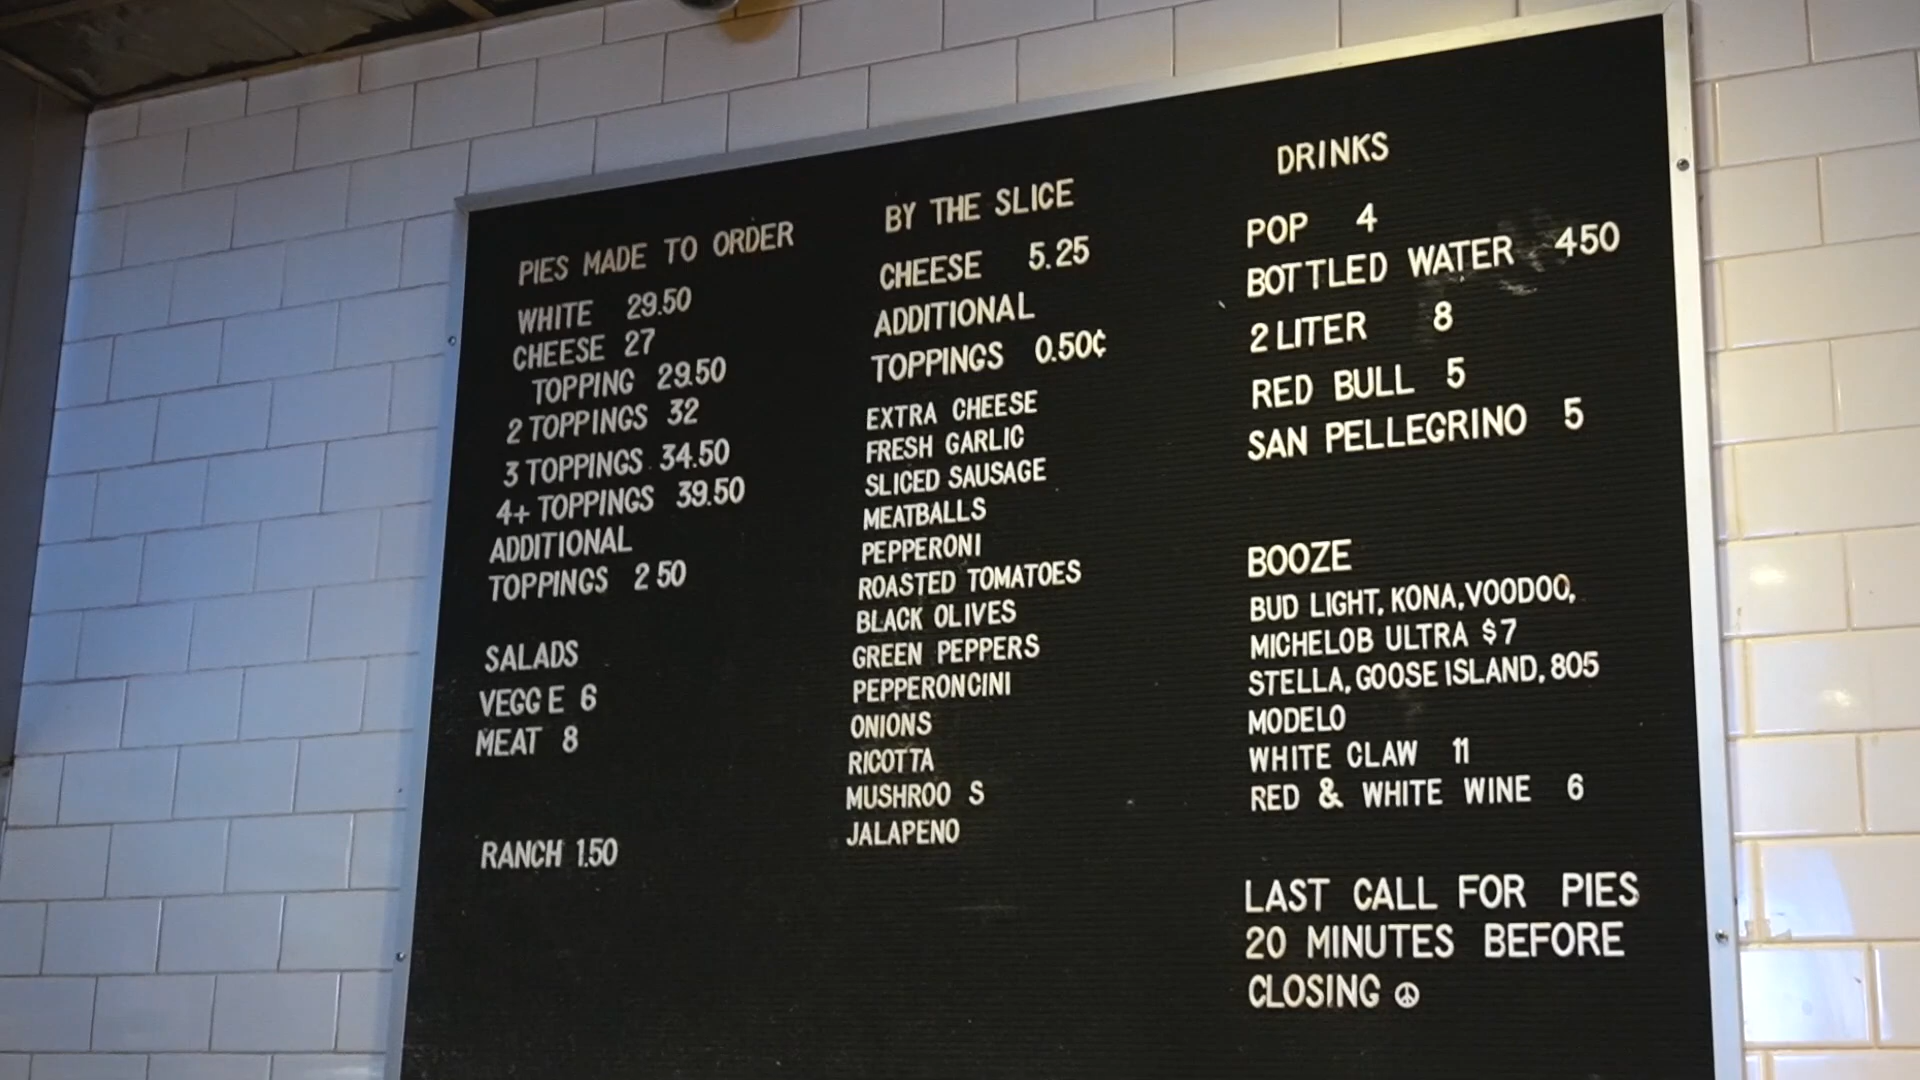 PIES MADE TO ORDER
WHITE 29.50
CHEESE 27
TOPPING 29.50
2 TOPPINGS 32
3 TOPPINGS 34.50
4+ TOPPINGS 39.50
ADDITIONAL
TOPPINGS 2 50
SALADS
VEGG E 6
MEAT 8
RANCH 1.50
BY THE SLICE
CHEESE 5.25
ADDITIONAL
TOPPINGS 0.50¢
EXTRA CHEESE
FRESH GARLIC
SLICED SAUSAGE
MEATBALLS
PEPPERONI
ROASTED TOMATOES
BLACK OLIVES
GREEN PEPPERS
PEPPERONCINI
ONIONS
RICOTTA
MUSHROO S
JALAPENO
DRINKS
POP 4
BOTTLED WATER 450
2 LITER 8
RED BULL 5
SAN PELLEGRINO 5
BOOZE
BUD LIGHT, KONA, VOODOO,
MICHELOB ULTRA $7
STELLA, GOOSE ISLAND, 805
MODELO
WHITE CLAW 11
RED & WHITE WINE 6
LAST CALL FOR PIES
20 MINUTES BEFORE
CLOSING ☮